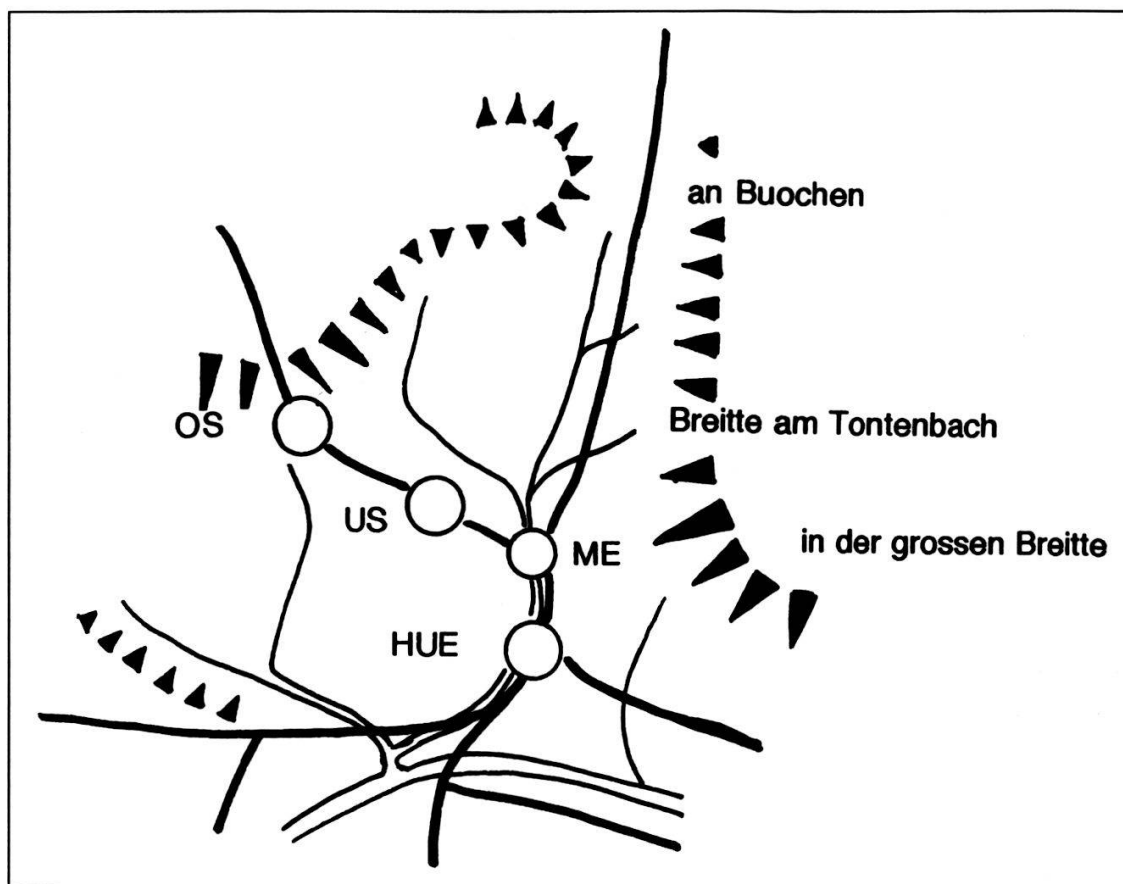 an Buochen
OS
Breitte am Tontenbach
US
in der grossen Breitte
ME
HUE